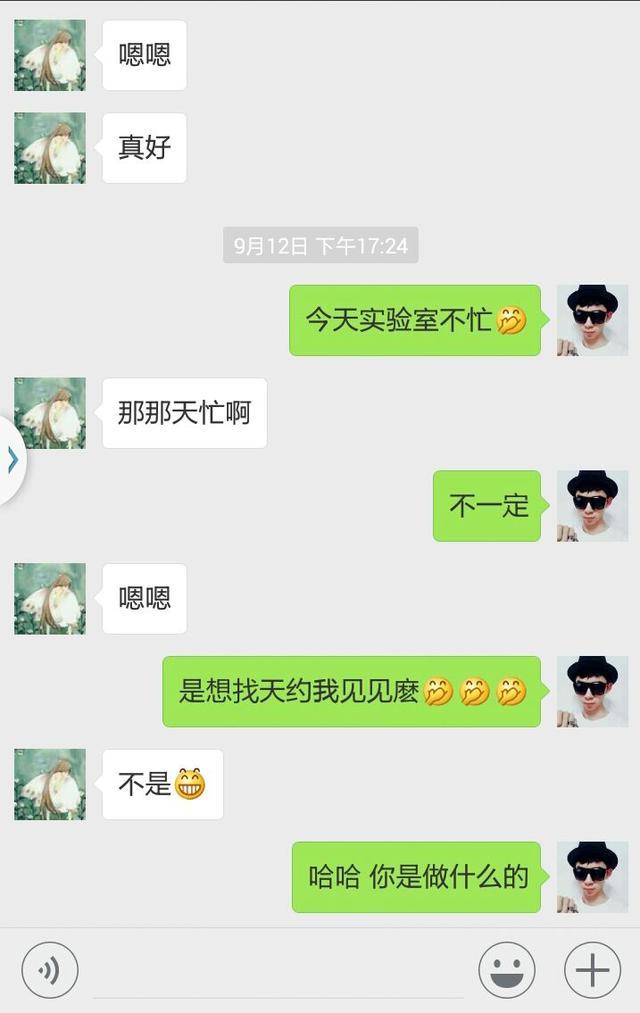 嗯嗯
真好
9月12日 下午17:24
今天实验室不忙🤭
那那天忙啊
不一定
嗯嗯
是想找天约我见见麽🤭🤭🤭
不是😁
哈哈 你是做什么的